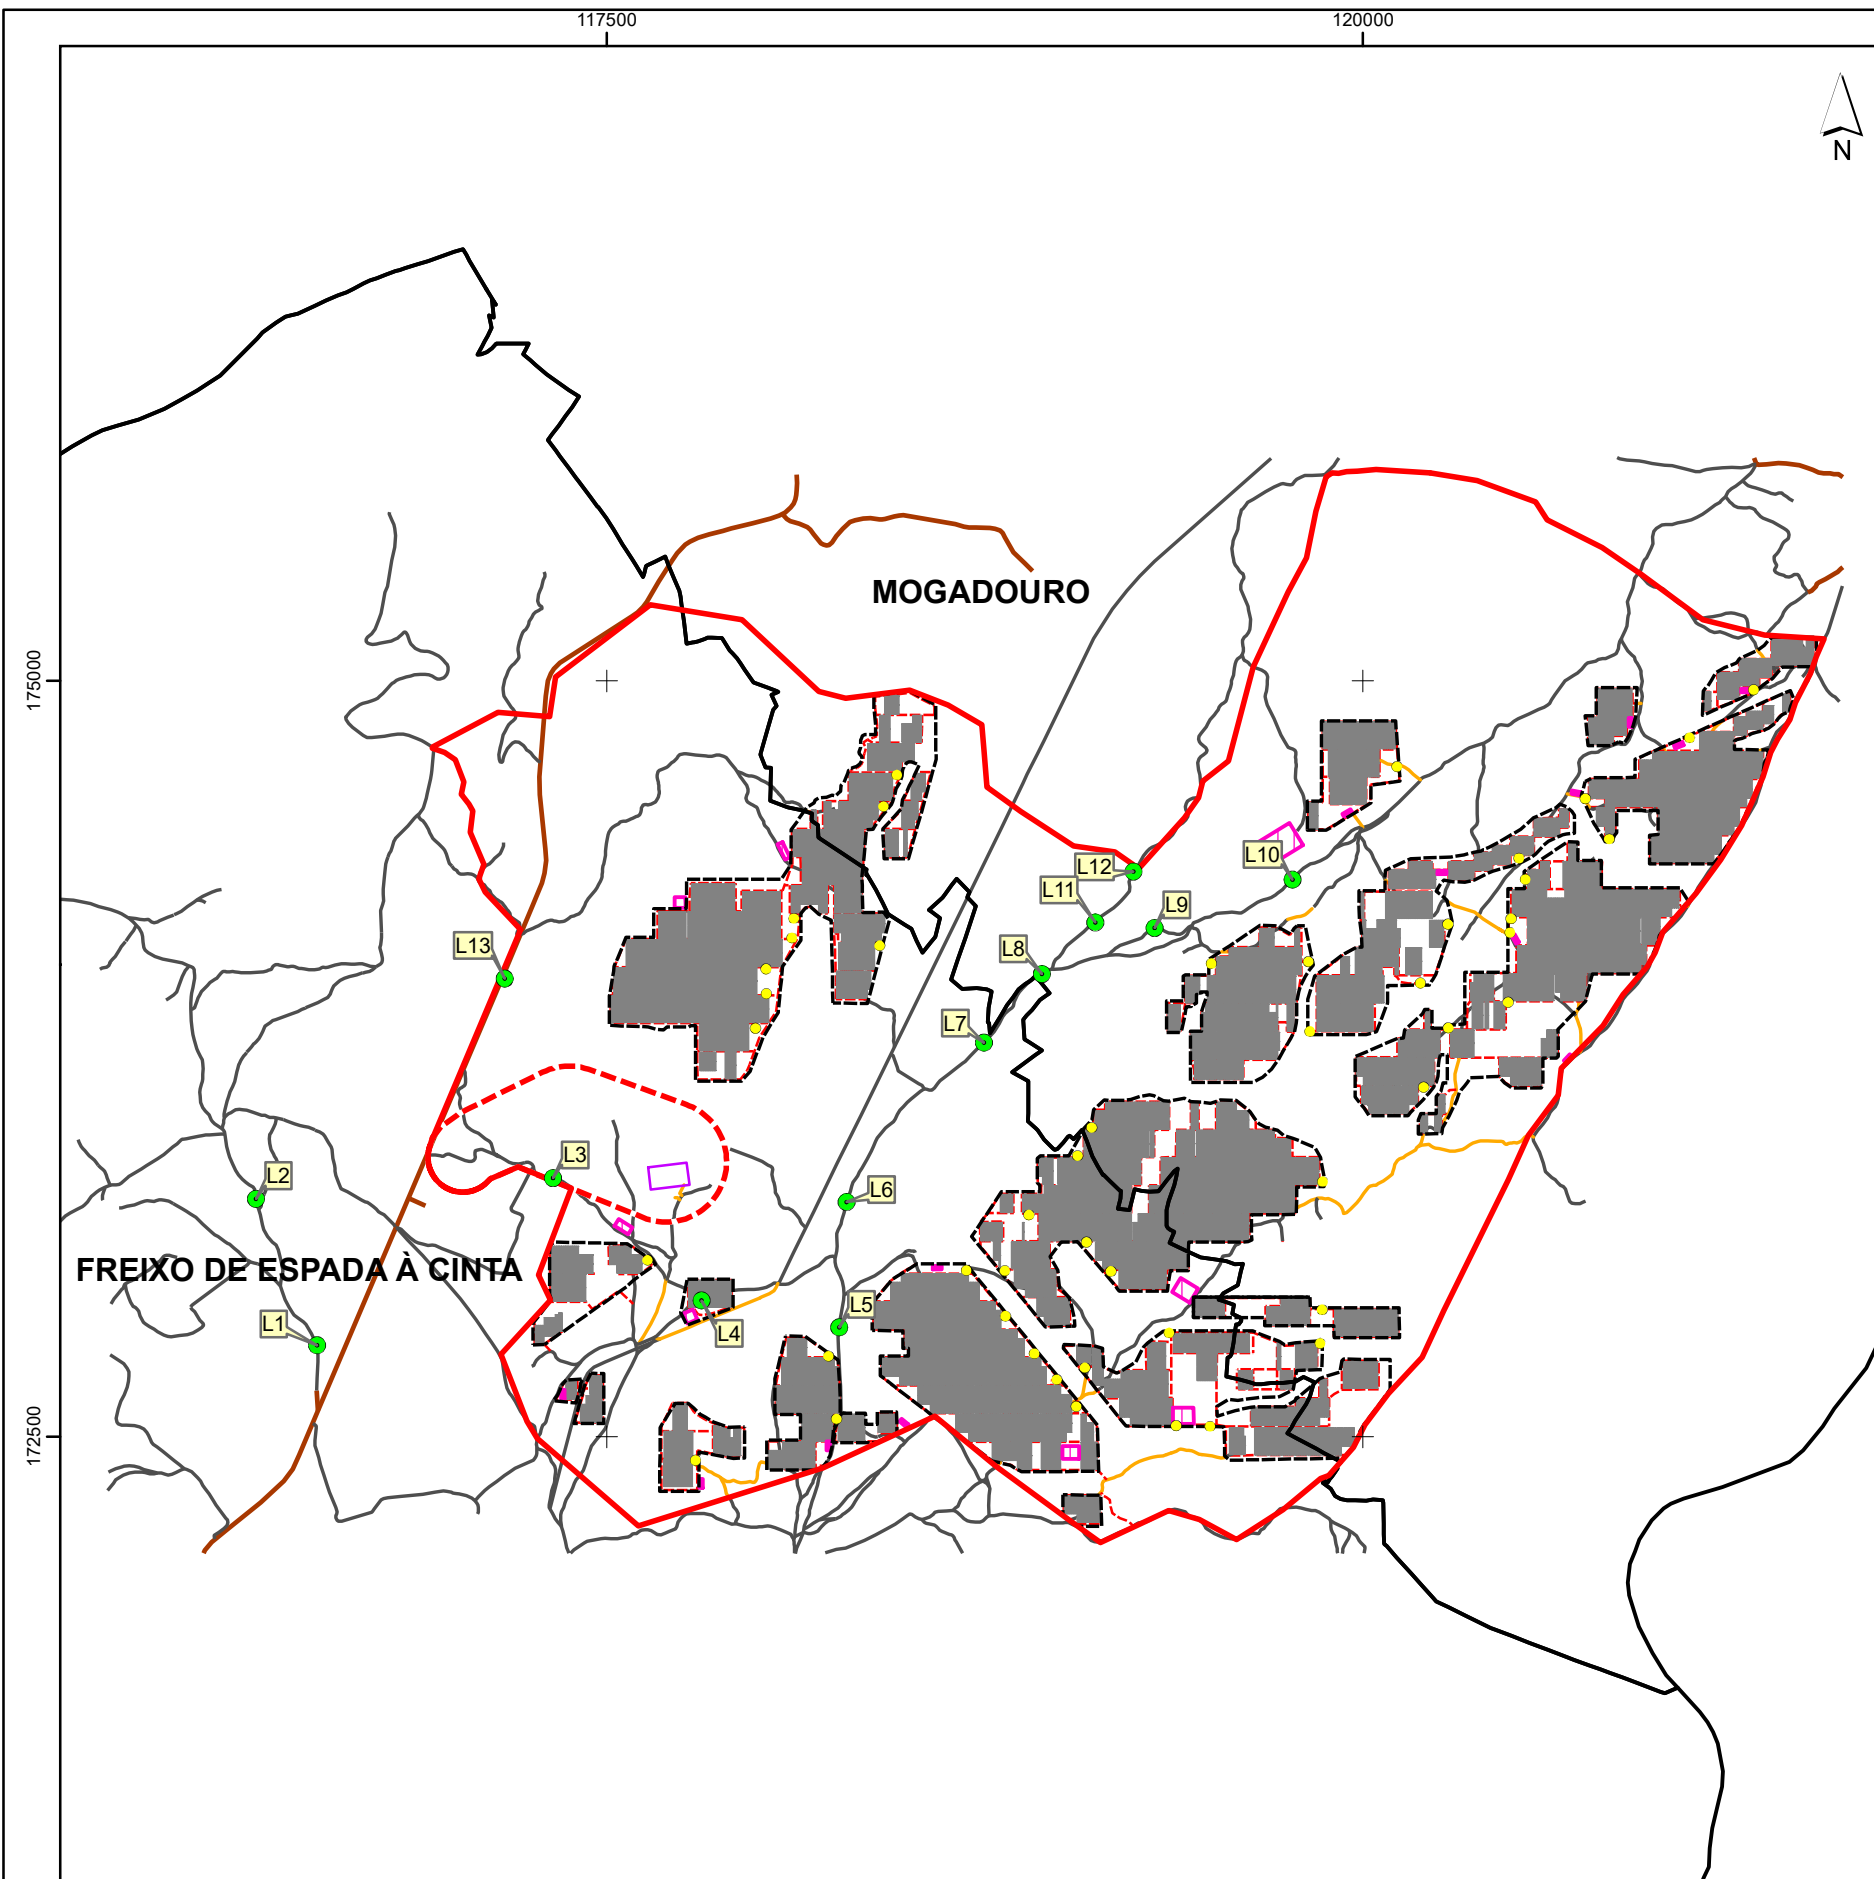 117500 120000
N
MOGADOURO
175000
L12
L10
L11
L9
L13
L8
L7
L3
L2
L6
FREIXO DE ESPADA À CINTA
L5
L1
L4
172500